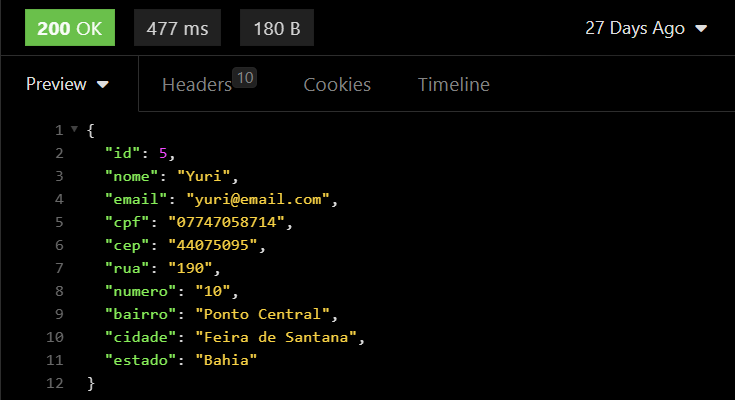 200 OK 477 ms 180 B 27 Days Ago
Preview Headers 10 Cookies Timeline
1 {
2 "id": 5,
3 "nome": "Yuri",
4 "email": "yuri@email.com",
5 "cpf": "07747058714",
6 "cep": "44075095",
7 "rua": "190",
8 "numero": "10",
9 "bairro": "Ponto Central",
10 "cidade": "Feira de Santana",
11 "estado": "Bahia"
12 }